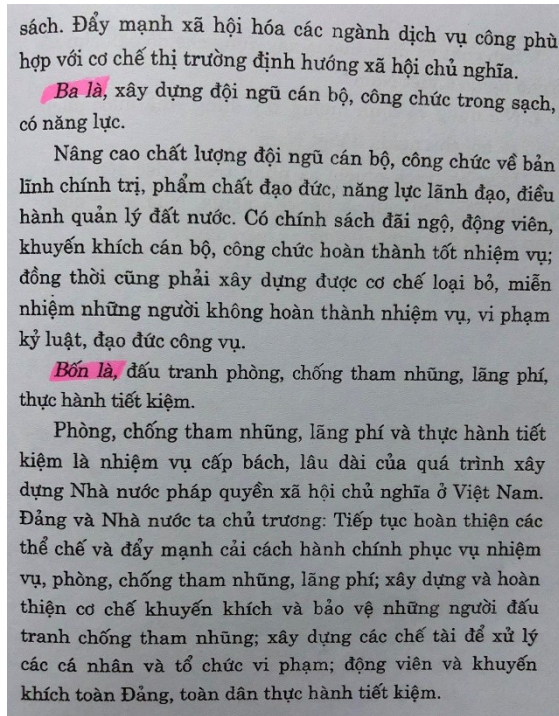 sách. Đẩy mạnh xã hội hóa các ngành dịch vụ công phù
hợp với cơ chế thị trường định hướng xã hội chủ nghĩa.
Ba là, xây dựng đội ngũ cán bộ, công chức trong sạch,
có năng lực.
Nâng cao chất lượng đội ngũ cán bộ, công chức về bản
lĩnh chính trị, phẩm chất đạo đức, năng lực lãnh đạo, điều
hành quản lý đất nước. Có chính sách đãi ngộ, động viên,
khuyến khích cán bộ, công chức hoàn thành tốt nhiệm vụ;
đồng thời cũng phải xây dựng được cơ chế loại bỏ, miễn
nhiệm những người không hoàn thành nhiệm vụ, vi phạm
kỷ luật, đạo đức công vụ.
Bốn là, đấu tranh phòng, chống tham nhũng, lãng phí,
thực hành tiết kiệm.
Phòng, chống tham nhũng, lãng phí và thực hành tiết
kiệm là nhiệm vụ cấp bách, lâu dài của quá trình xây
dựng Nhà nước pháp quyền xã hội chủ nghĩa ở Việt Nam.
Đảng và Nhà nước ta chủ trương: Tiếp tục hoàn thiện các
thể chế và đẩy mạnh cải cách hành chính phục vụ nhiệm
vụ, phòng, chống tham nhũng, lãng phí; xây dựng và hoàn
thiện cơ chế khuyến khích và bảo vệ những người đấu
tranh chống tham nhũng; xây dựng các chế tài để xử lý
các cá nhân và tổ chức vi phạm; động viên và khuyến
khích toàn Đảng, toàn dân thực hành tiết kiệm.